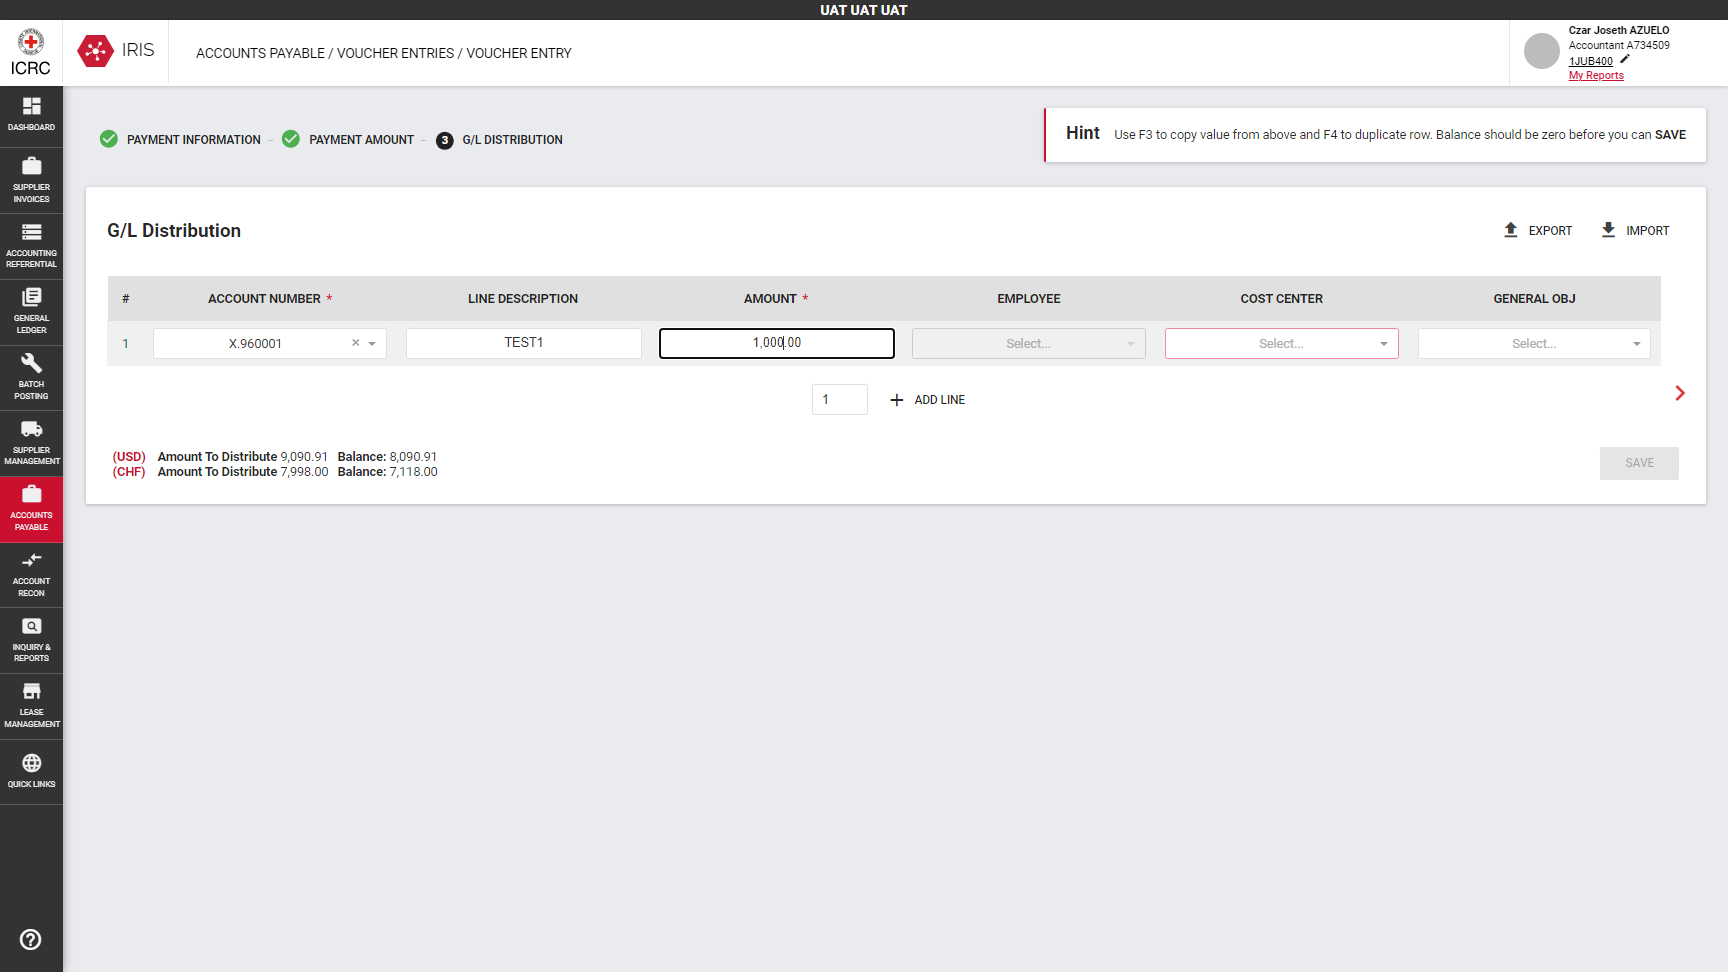 UAT UAT UAT
ICRC
IRIS
ACCOUNTS PAYABLE / VOUCHER ENTRIES / VOUCHER ENTRY
Czar Joseth AZUELO
Accountant A734509
1JUB400
My Reports
DASHBOARD
SUPPLIER
INVOICES
ACCOUNTING
REFERENTIAL
GENERAL
LEDGER
BATCH
POSTING
SUPPLIER
MANAGEMENT
ACCOUNTS
PAYABLE
ACCOUNT
RECON
INQUIRY &
REPORTS
LEASE
MANAGEMENT
QUICK LINKS
PAYMENT INFORMATION – PAYMENT AMOUNT – 3 G/L DISTRIBUTION
Hint Use F3 to copy value from above and F4 to duplicate row. Balance should be zero before you can SAVE
G/L Distribution
EXPORT IMPORT
# ACCOUNT NUMBER * LINE DESCRIPTION AMOUNT * EMPLOYEE COST CENTER GENERAL OBJ
1 X.960001 × TEST1 1,000.00 Select... Select... Select...
1 + ADD LINE
(USD) Amount To Distribute 9,090.91 Balance: 8,090.91
(CHF) Amount To Distribute 7,998.00 Balance: 7,118.00
SAVE